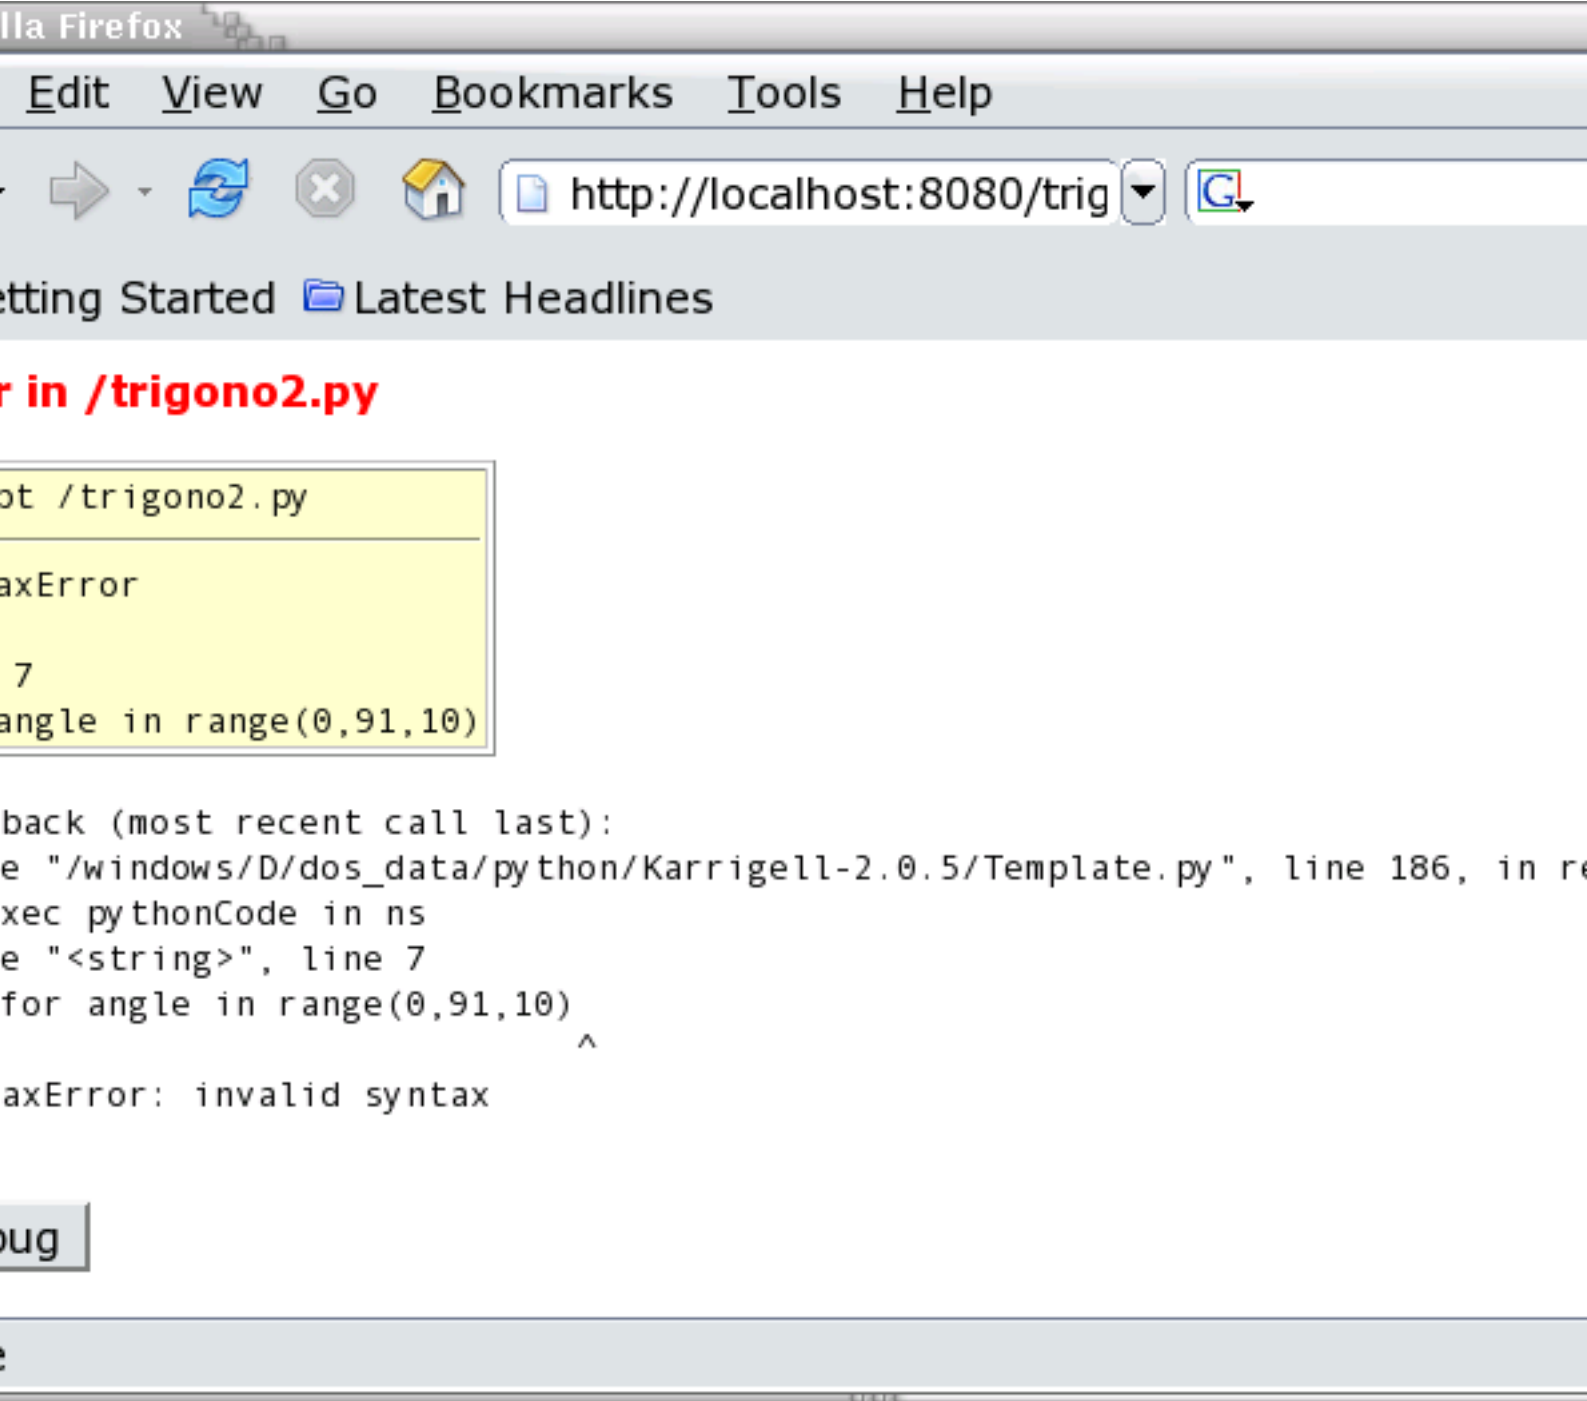 lla Firefox
Edit View Go Bookmarks Tools Help
http://localhost:8080/trig G
etting Started Latest Headlines
r in /trigono2.py
pt /trigono2.py
axError
7
angle in range(0,91,10)
back (most recent call last):
e "/windows/D/dos_data/python/Karrigell-2.0.5/Template.py", line 186, in re
xec pythonCode in ns
e "<string>", line 7
for angle in range(0,91,10)
^
axError: invalid syntax
bug
e